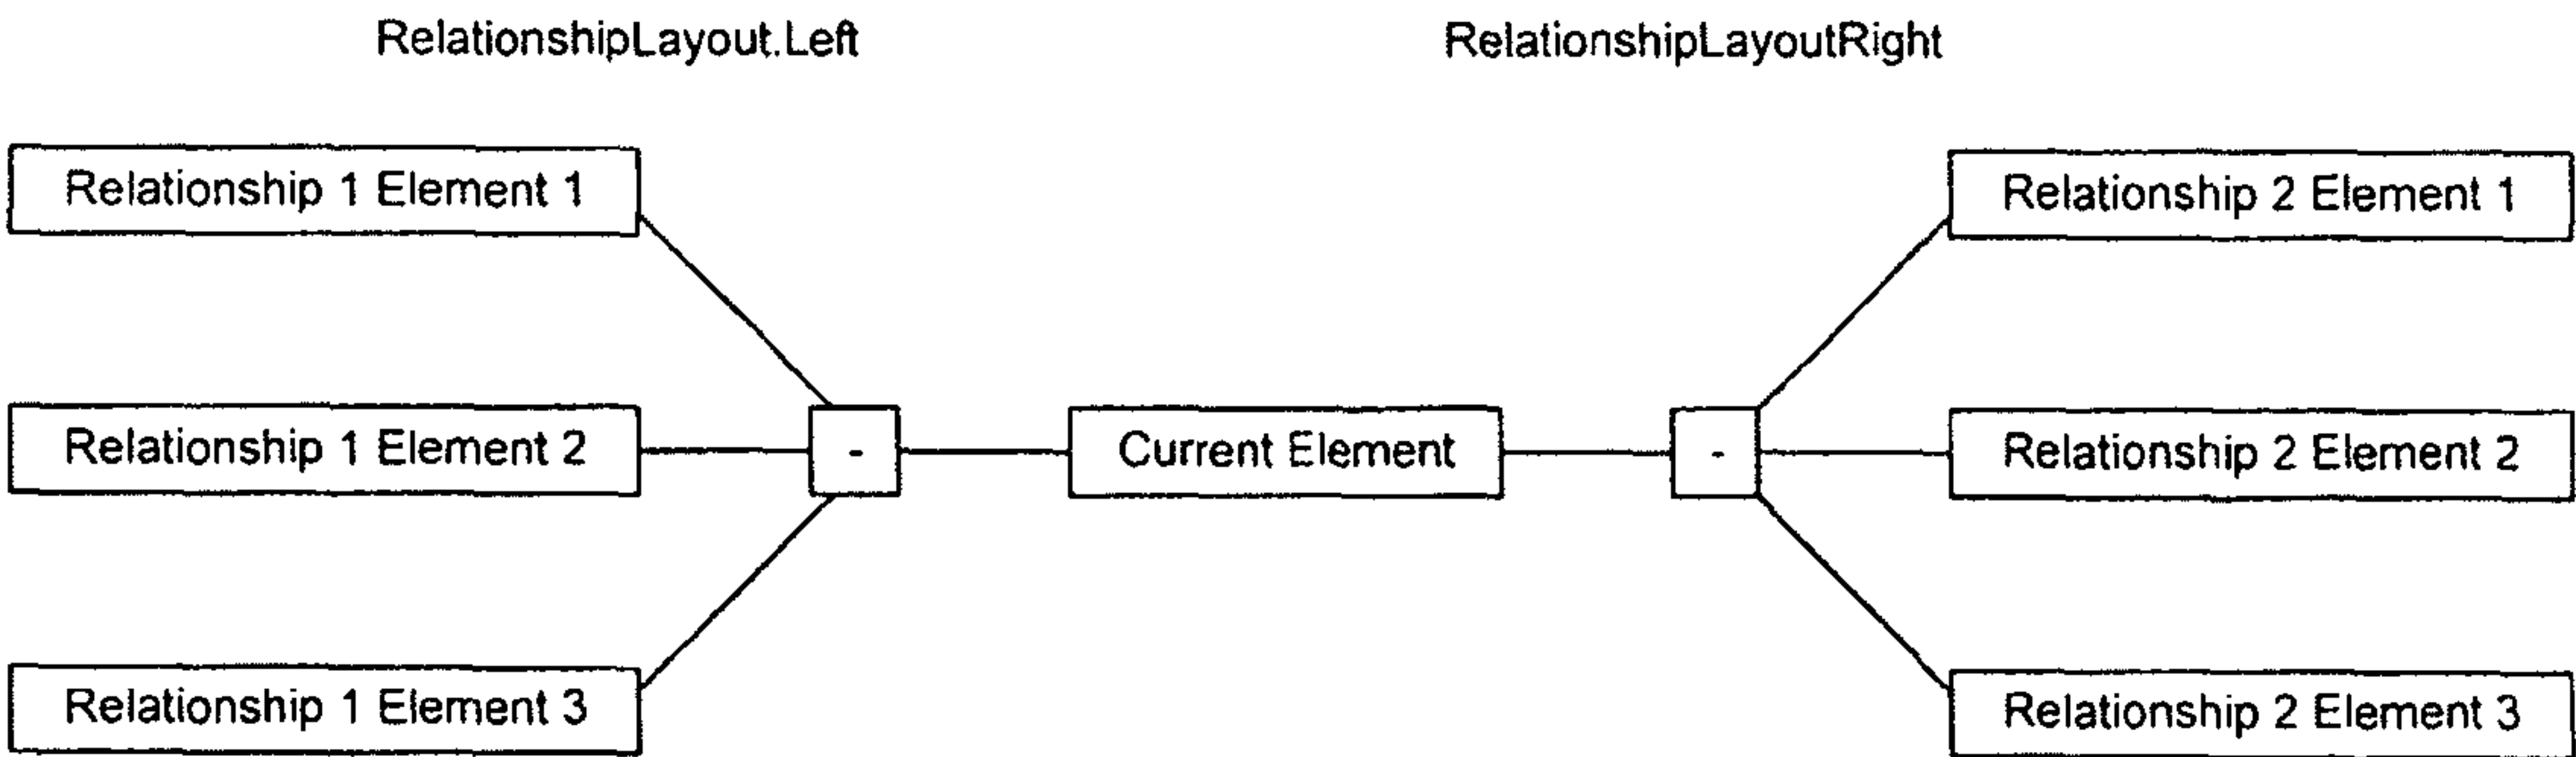 RelationshipLayout.Left
RelationshipLayoutRight
Relationship 1 Element 1
Relationship 2 Element 1
Relationship 1 Element 2
-
Current Element
-
Relationship 2 Element 2
Relationship 1 Element 3
Relationship 2 Element 3